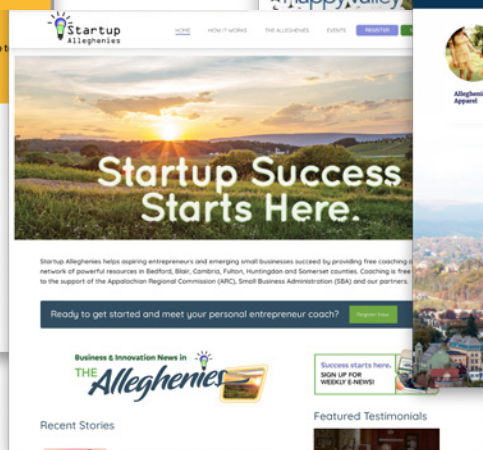 happy valley
Startup
Alleghenies
HOME HOW IT WORKS THE ALLEGHENIES EVENTS REGISTER
Apparel
Startup Success
Starts Here.
Startup Alleghenies helps aspiring entrepreneurs and emerging small businesses succeed by providing free coaching
network of powerful resources in Bedford, Blair, Cambria, Fulton, Huntingdon and Somerset counties. Coaching is free
to the support of the Appalachian Regional Commission (ARC), Small Business Administration (SBA) and our partners.
Ready to get started and meet your personal entrepreneur coach? Register Now
Business & Innovation News in
THE Alleghenies
Success starts here.
SIGN UP FOR
WEEKLY E-NEWS!
Recent Stories
Featured Testimonials